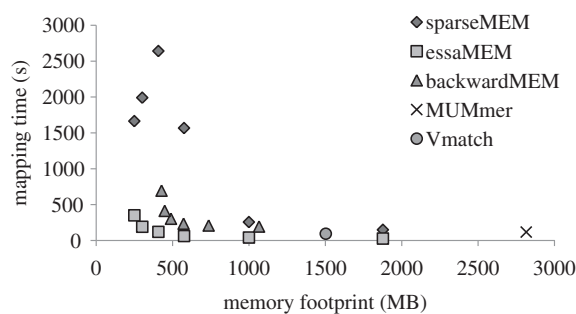 3000
2500
2000
1500
1000
500
0
mapping time (s)
sparseMEM
essaMEM
backwardMEM
MUMmer
Vmatch
0 500 1000 1500 2000 2500 3000
memory footprint (MB)